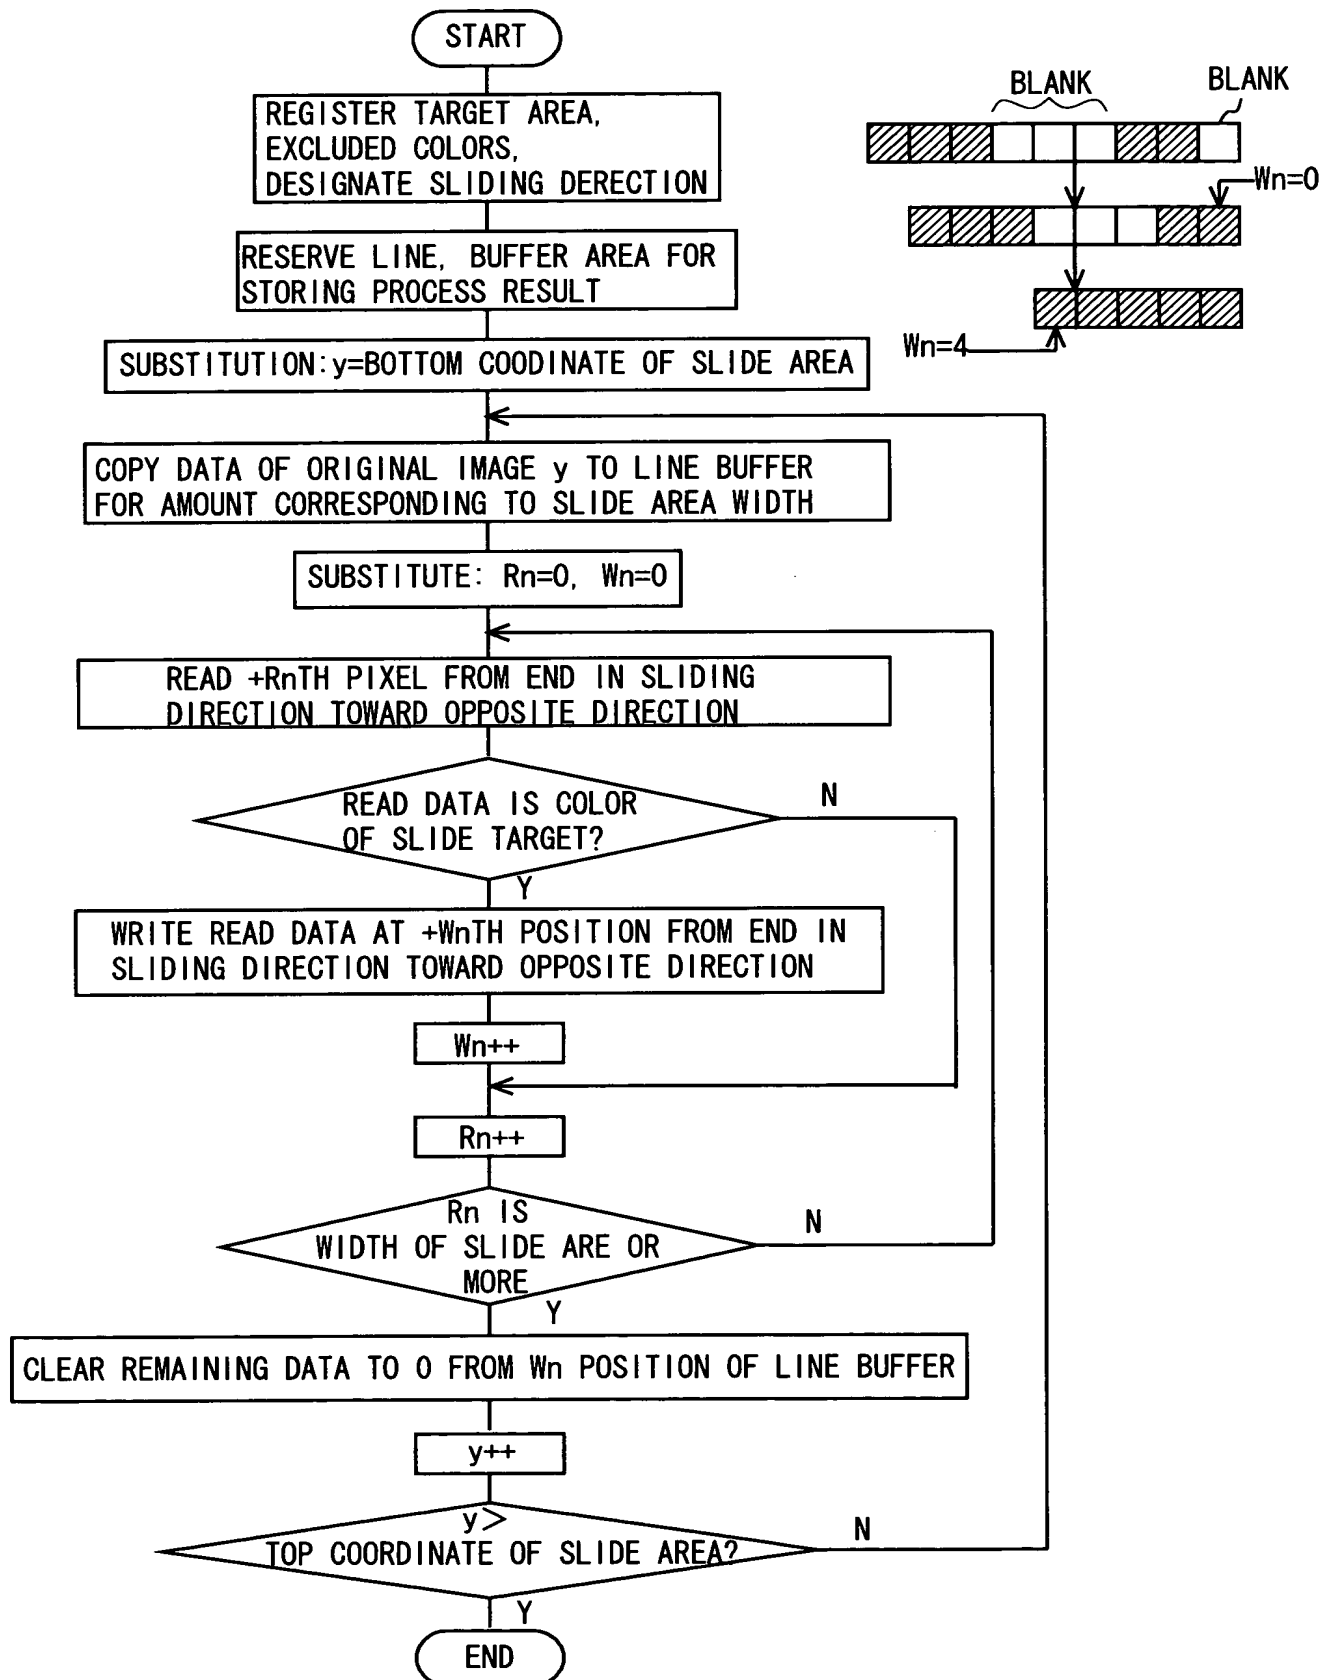 START
REGISTER TARGET AREA,
EXCLUDED COLORS,
DESIGNATE SLIDING DERECTION
BLANK
BLANK
Wn=0
Wn=4
RESERVE LINE, BUFFER AREA FOR
STORING PROCESS RESULT
SUBSTITUTION:y=BOTTOM COODINATE OF SLIDE AREA
COPY DATA OF ORIGINAL IMAGE y TO LINE BUFFER
FOR AMOUNT CORRESPONDING TO SLIDE AREA WIDTH
SUBSTITUTE: Rn=0, Wn=0
READ +RnTH PIXEL FROM END IN SLIDING
DIRECTION TOWARD OPPOSITE DIRECTION
READ DATA IS COLOR
OF SLIDE TARGET?
N
Y
WRITE READ DATA AT +WnTH POSITION FROM END IN
SLIDING DIRECTION TOWARD OPPOSITE DIRECTION
Wn++
Rn++
Rn IS
WIDTH OF SLIDE ARE OR
MORE
N
Y
CLEAR REMAINING DATA TO 0 FROM Wn POSITION OF LINE BUFFER
y++
y>
TOP COORDINATE OF SLIDE AREA?
N
Y
END